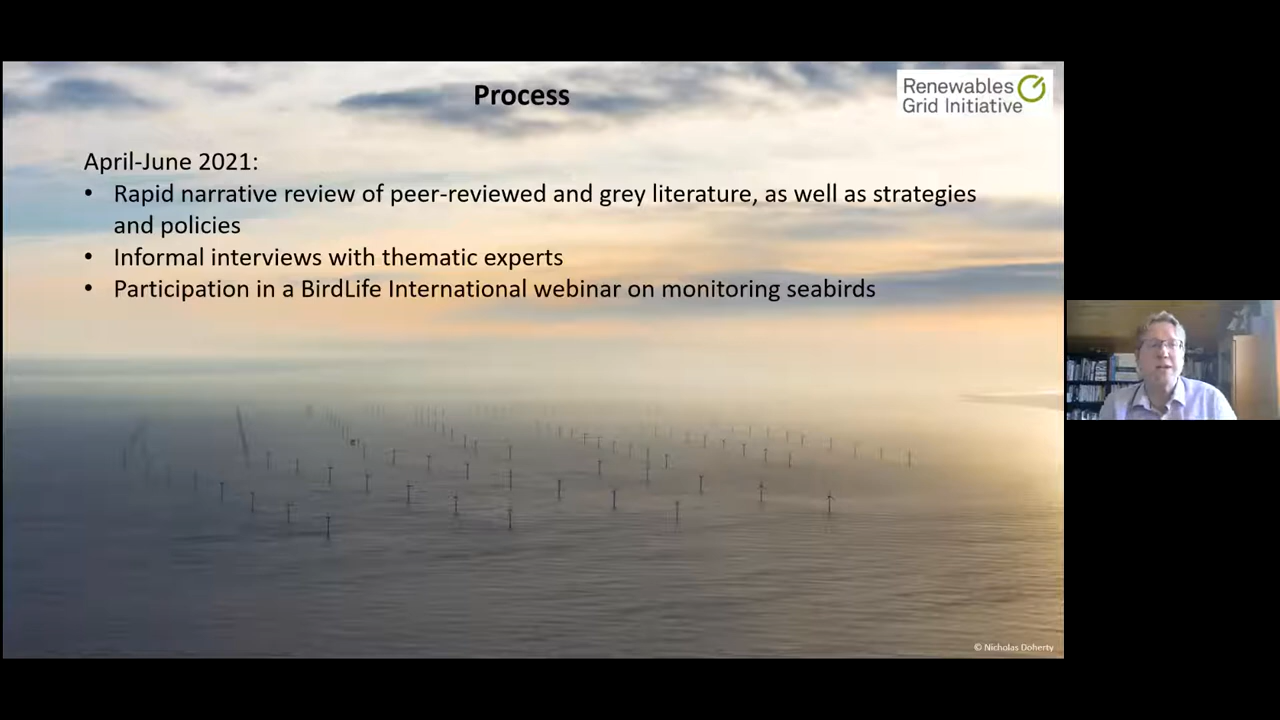 Process
Renewables
Grid Initiative
April-June 2021:
• Rapid narrative review of peer-reviewed and grey literature, as well as strategies
and policies
• Informal interviews with thematic experts
• Participation in a BirdLife International webinar on monitoring seabirds
© Nicholas Doherty